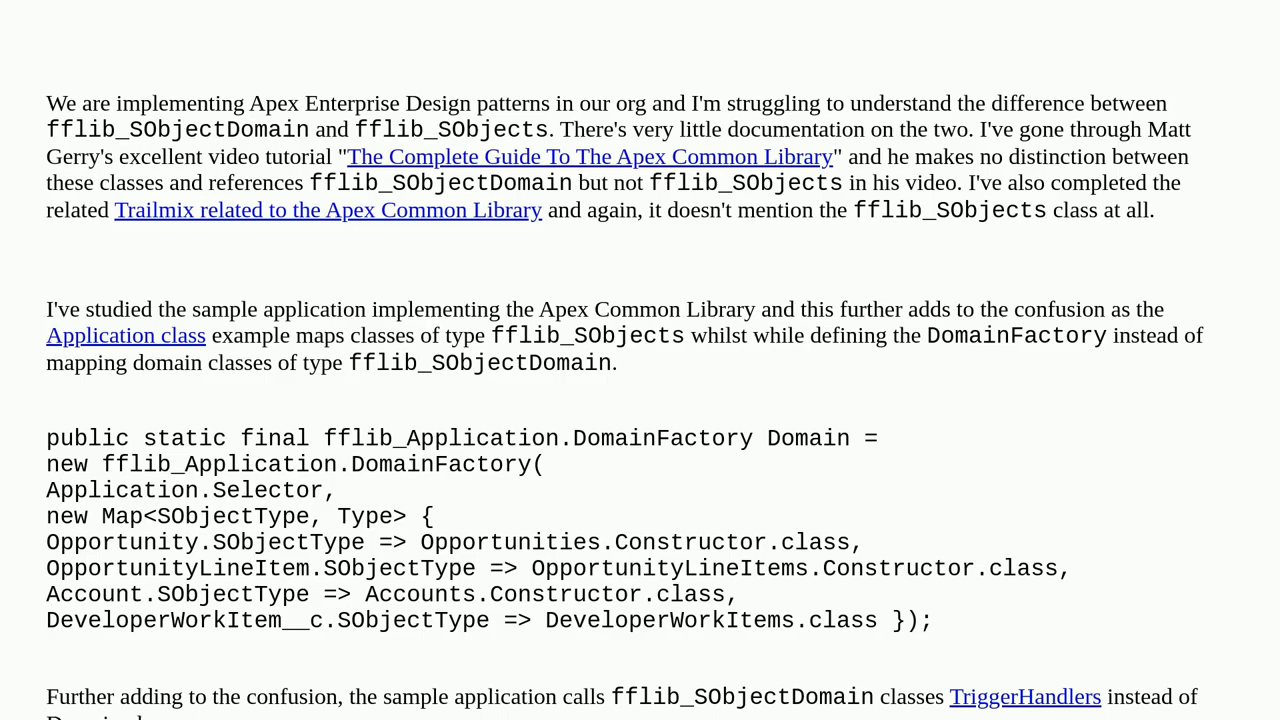 We are implementing Apex Enterprise Design patterns in our org and I'm struggling to understand the difference between
fflib_SObjectDomain and fflib_SObjects. There's very little documentation on the two. I've gone through Matt
Gerry's excellent video tutorial "The Complete Guide To The Apex Common Library" and he makes no distinction between
these classes and references fflib_SObjectDomain but not fflib_SObjects in his video. I've also completed the
related Trailmix related to the Apex Common Library and again, it doesn't mention the fflib_SObjects class at all.
I've studied the sample application implementing the Apex Common Library and this further adds to the confusion as the
Application class example maps classes of type fflib_SObjects whilst while defining the DomainFactory instead of
mapping domain classes of type fflib_SObjectDomain.
public static final fflib_Application.DomainFactory Domain =
new fflib_Application.DomainFactory(
Application.Selector,
new Map<SObjectType, Type> {
Opportunity.SObjectType => Opportunities.Constructor.class,
OpportunityLineItem.SObjectType => OpportunityLineItems.Constructor.class,
Account.SObjectType => Accounts.Constructor.class,
DeveloperWorkItem__c.SObjectType => DeveloperWorkItems.class });
Further adding to the confusion, the sample application calls fflib_SObjectDomain classes TriggerHandlers instead of